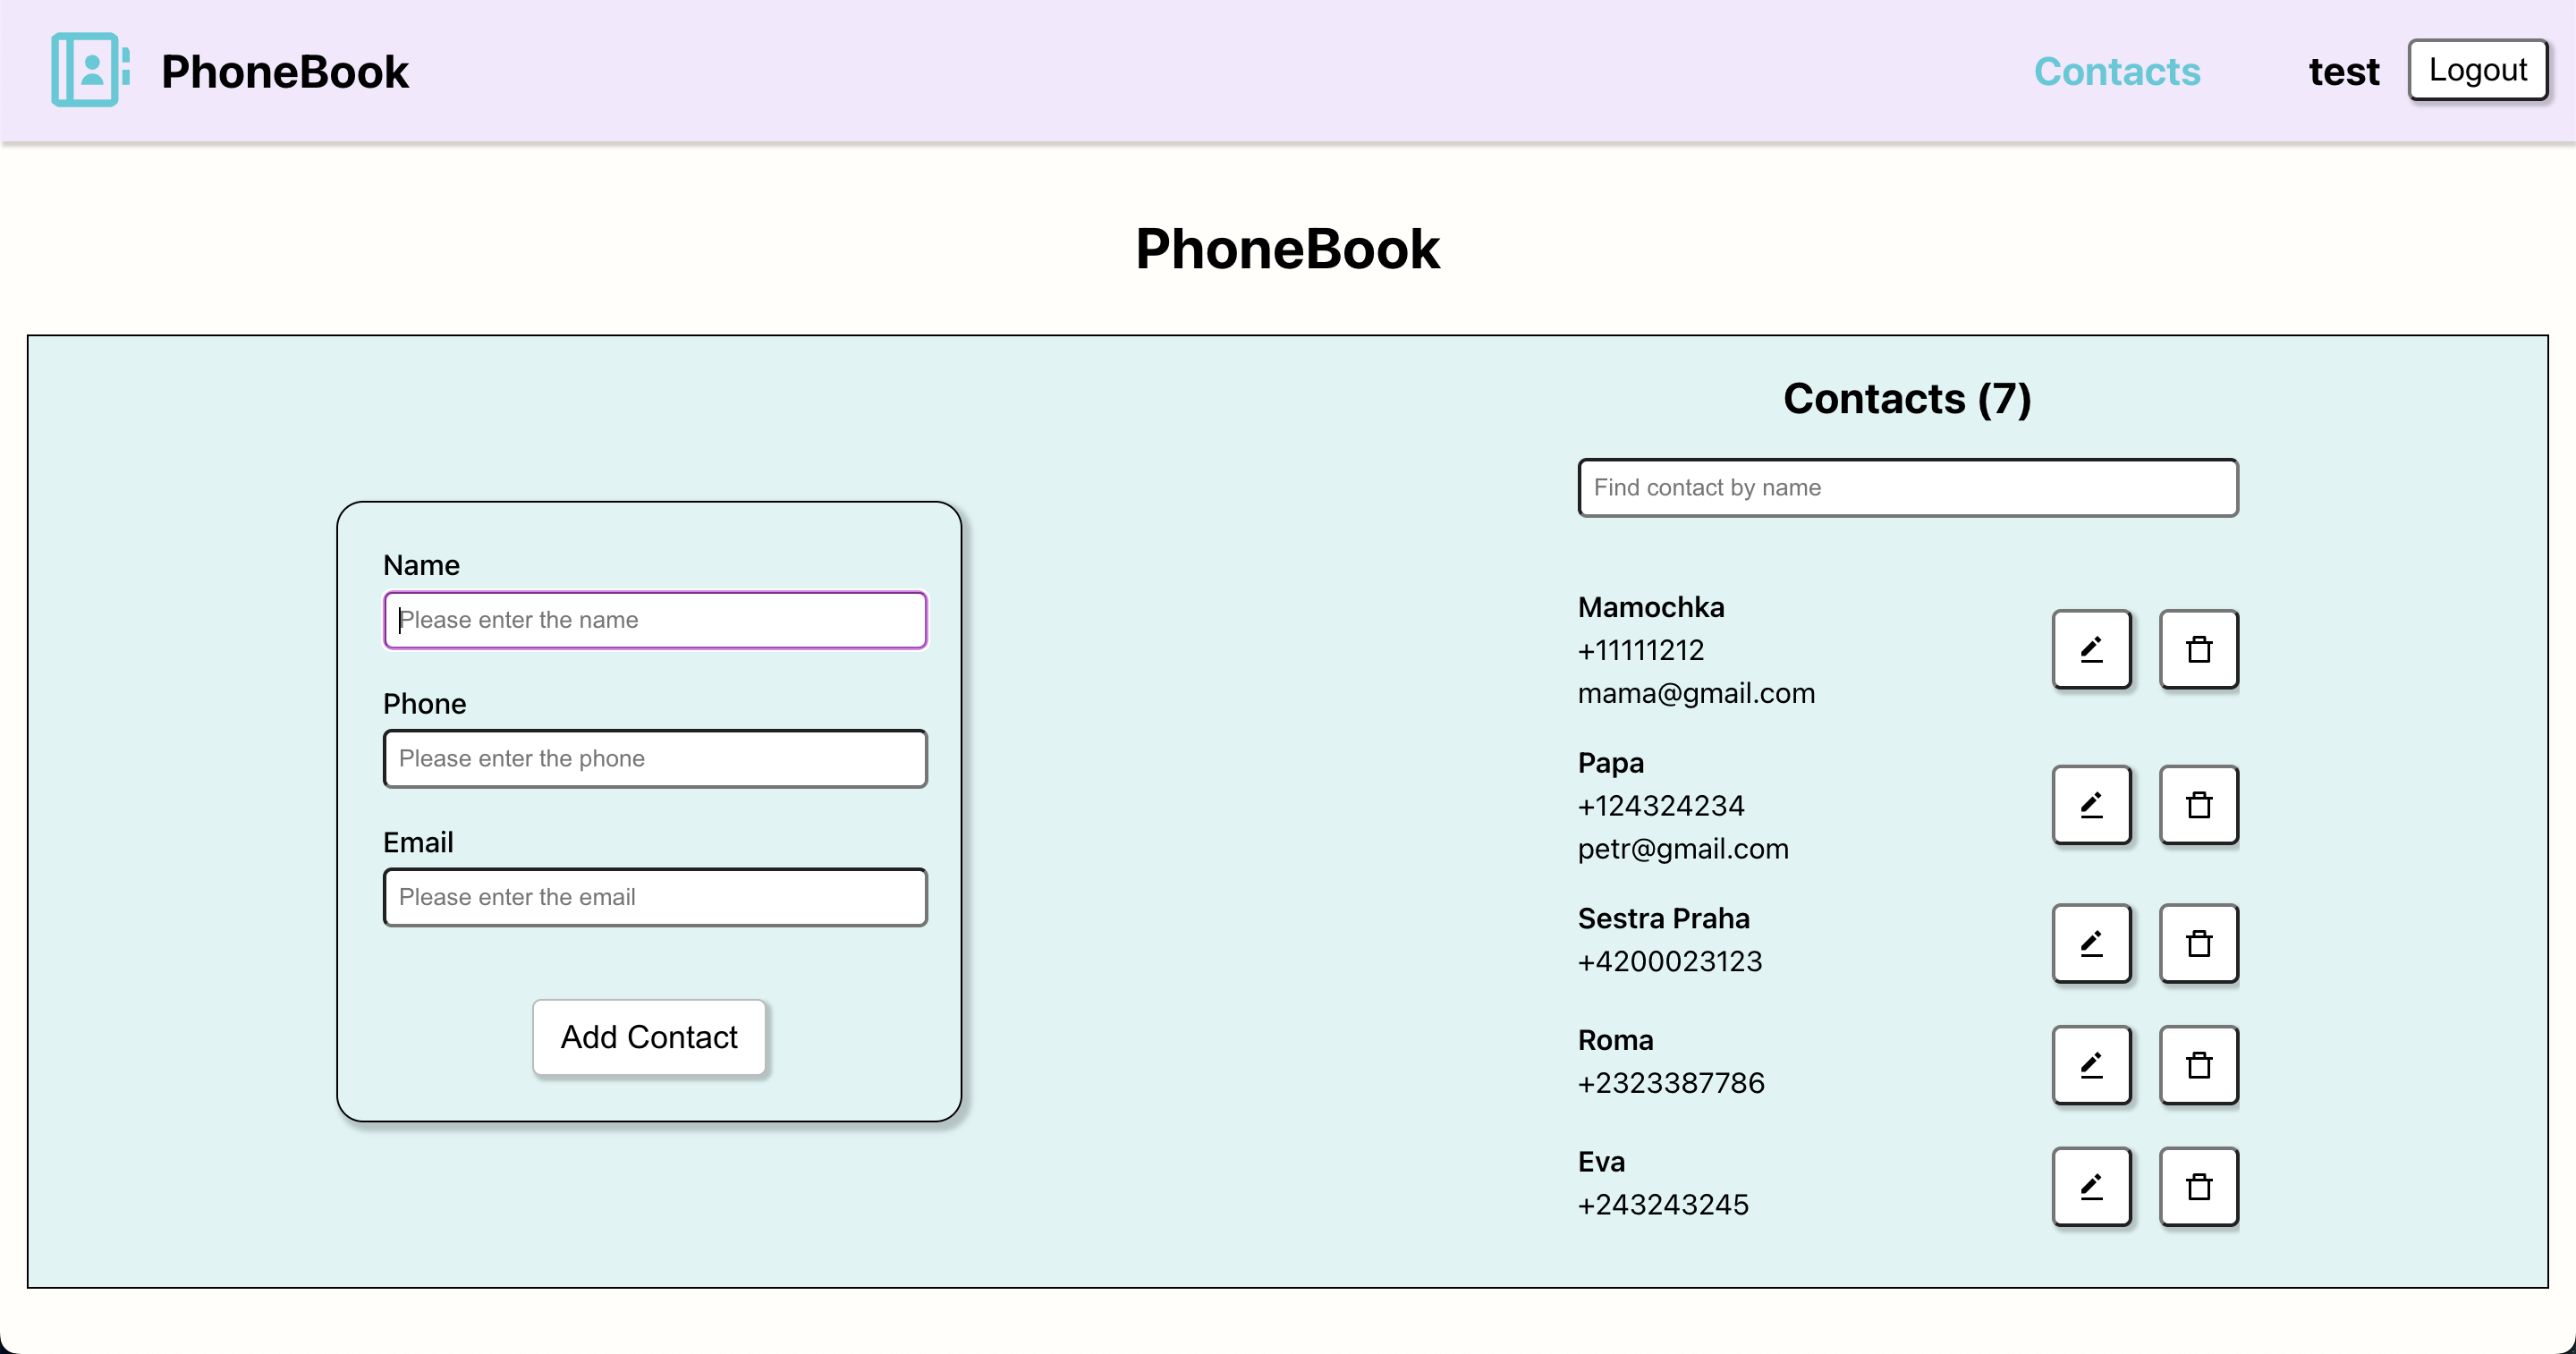 PhoneBook
Contacts
test
Logout
PhoneBook
Name
Please enter the name
Phone
Please enter the phone
Email
Please enter the email
Add Contact
Contacts (7)
Find contact by name
Mamochka
+11111212
mama@gmail.com
Papa
+124324234
petr@gmail.com
Sestra Praha
+4200023123
Roma
+2323387786
Eva
+243243245